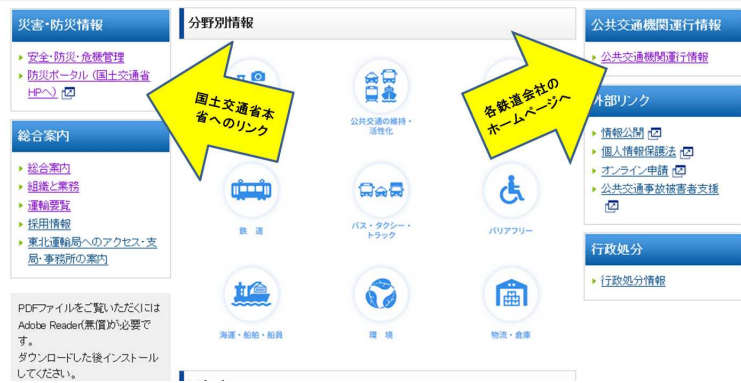 災害・防災情報
安全・防災・危機管理
防災ポータル（国土交通省
HPへ）
総合案内
総合案内
組織と業務
運輸要覧
採用情報
東北運輸局へのアクセス・支
局・事務所の案内
PDFファイルをご覧いただくには
Adobe Reader(無償)が必要で
す。
ダウンロードした後インストール
してください。
分野別情報
国土交通省本
省へのリンク
公共交通の維持・
活性化
各鉄道会社の
ホームページへ
鉄 道
バス・タクシー・
トラック
バリアフリー
海運・船舶・船員
環 境
物流・倉庫
公共交通機関運行情報
公共交通機関運行情報
外部リンク
情報公開
個人情報保護法
オンライン申請
公共交通事故被害者支援
行政処分
行政処分情報